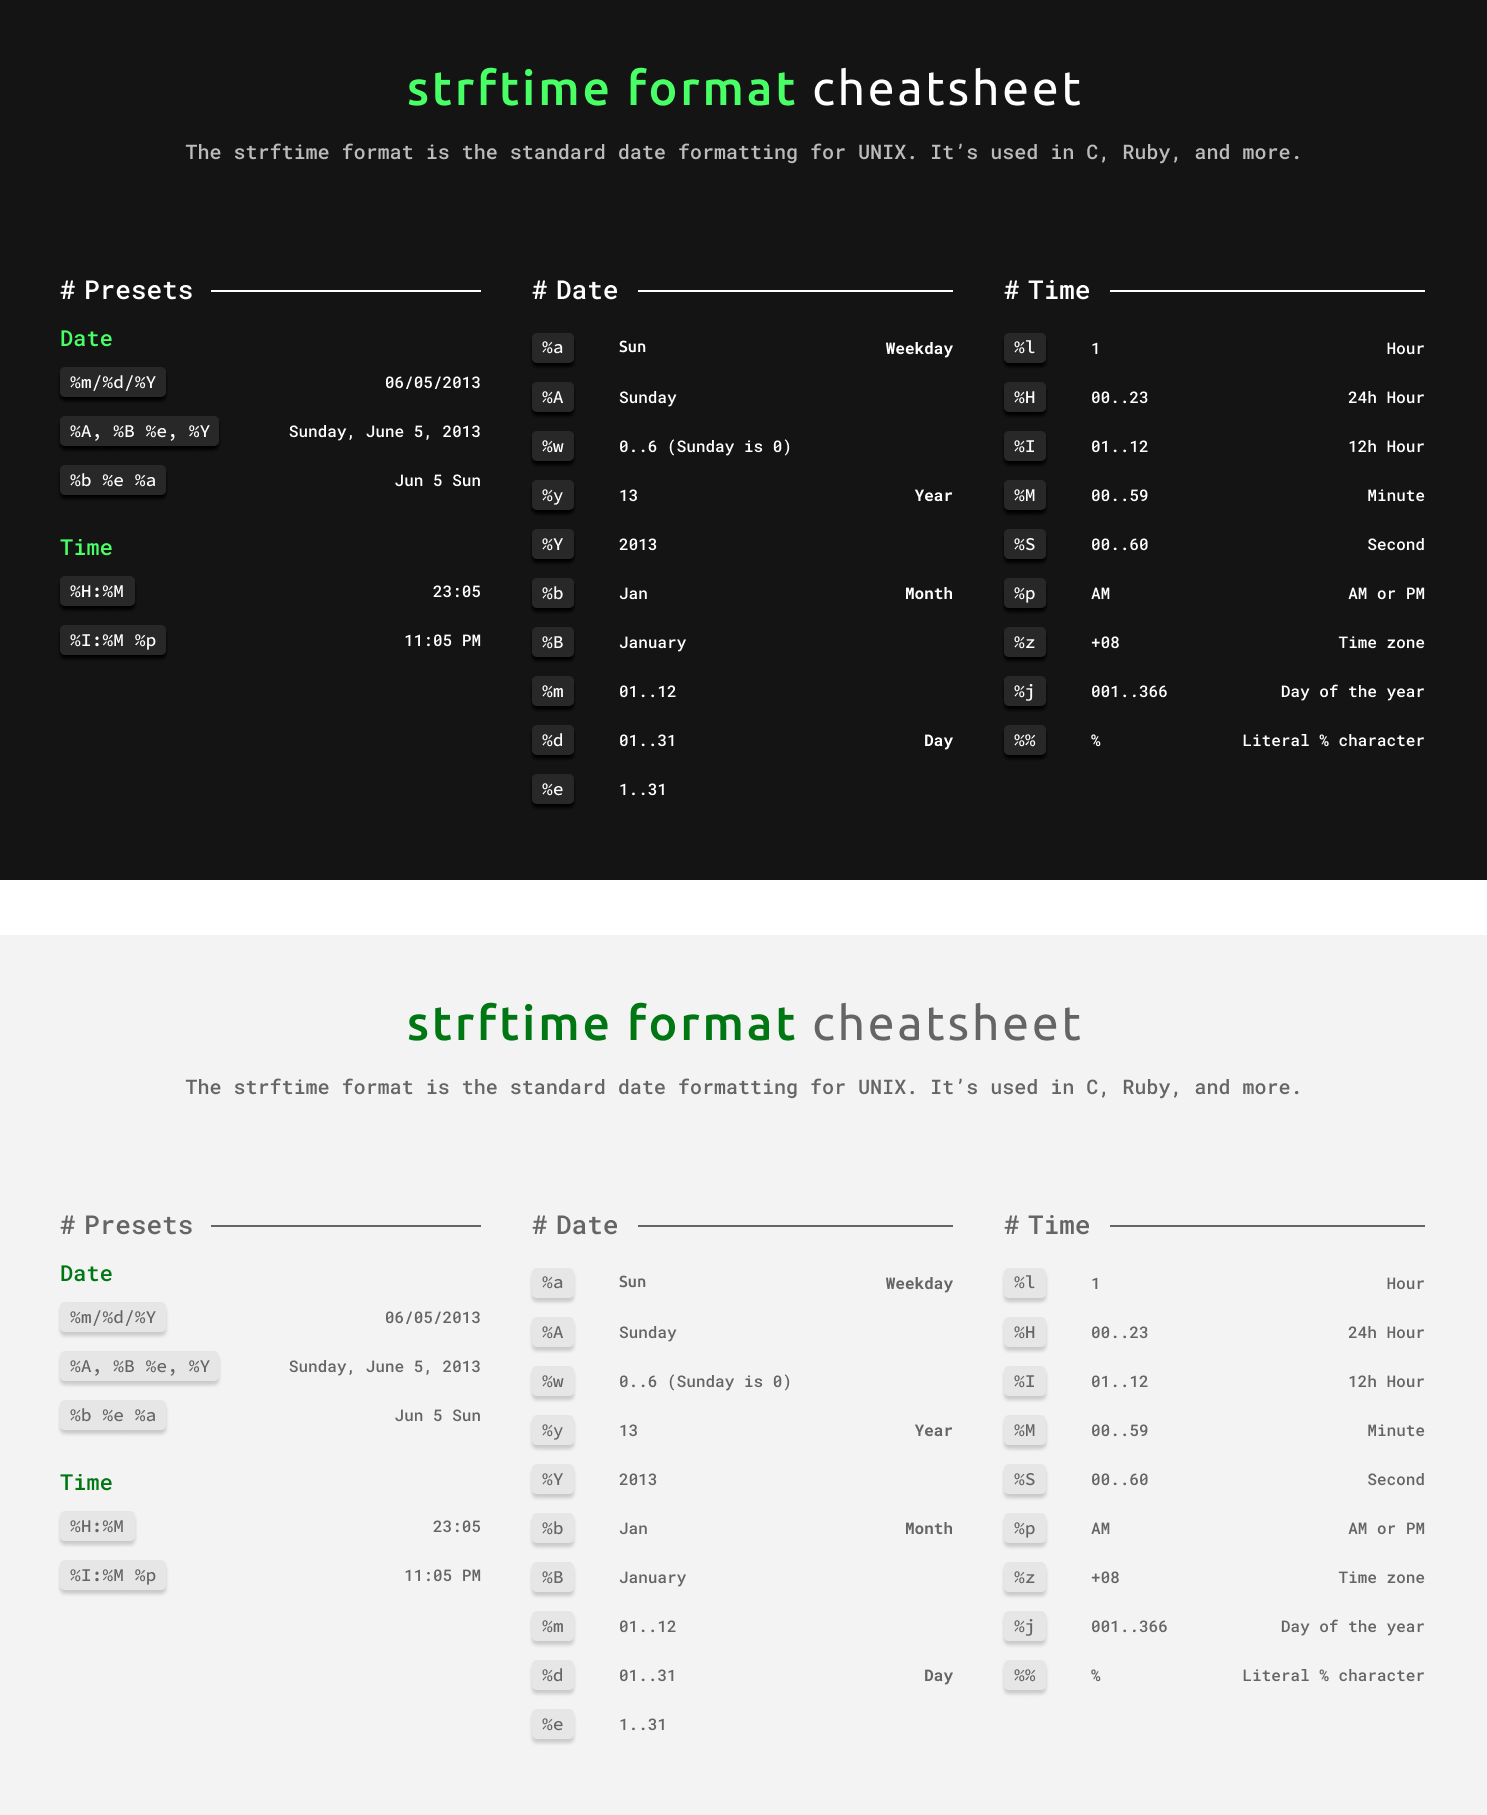 strftime format cheatsheet
The strftime format is the standard date formatting for UNIX. It’s used in C, Ruby, and more.
# Presets
Date
%m/%d/%Y 06/05/2013
%A, %B %e, %Y Sunday, June 5, 2013
%b %e %a Jun 5 Sun
Time
%H:%M 23:05
%I:%M %p 11:05 PM
# Date
%a Sun Weekday
%A Sunday
%w 0..6 (Sunday is 0)
%y 13 Year
%Y 2013
%b Jan Month
%B January
%m 01..12
%d 01..31 Day
%e 1..31
# Time
%l 1 Hour
%H 00..23 24h Hour
%I 01..12 12h Hour
%M 00..59 Minute
%S 00..60 Second
%p AM AM or PM
%z +08 Time zone
%j 001..366 Day of the year
%% % Literal % character
strftime format cheatsheet
The strftime format is the standard date formatting for UNIX. It’s used in C, Ruby, and more.
# Presets
Date
%m/%d/%Y 06/05/2013
%A, %B %e, %Y Sunday, June 5, 2013
%b %e %a Jun 5 Sun
Time
%H:%M 23:05
%I:%M %p 11:05 PM
# Date
%a Sun Weekday
%A Sunday
%w 0..6 (Sunday is 0)
%y 13 Year
%Y 2013
%b Jan Month
%B January
%m 01..12
%d 01..31 Day
%e 1..31
# Time
%l 1 Hour
%H 00..23 24h Hour
%I 01..12 12h Hour
%M 00..59 Minute
%S 00..60 Second
%p AM AM or PM
%z +08 Time zone
%j 001..366 Day of the year
%% % Literal % character